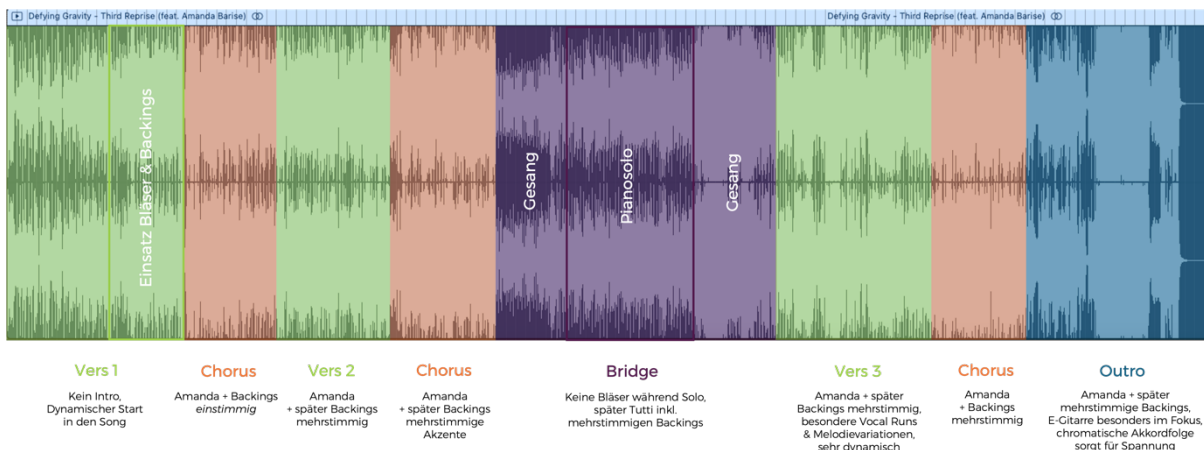 Defying Gravity - Third Reprise (feat. Amanda Barise)
Defying Gravity - Third Reprise (feat. Amanda Barise)
Einsatz Bläser & Backings
Gesang
Pianosolo
Gesang
Vers 1
Kein Intro,
Dynamischer Start
in den Song
Chorus
Amanda + Backings
einstimmig
Vers 2
Amanda
+ später Backings
mehrstimmig
Chorus
Amanda
+ später Backings
mehrstimmige
Akzente
Bridge
Keine Bläser während Solo,
später Tutti inkl.
mehrstimmigen Backings
Vers 3
Amanda + später
Backings mehrstimmig,
besondere Vocal Runs
& Melodievariationen,
sehr dynamisch
Chorus
Amanda
+ Backings
mehrstimmig
Outro
Amanda + später
mehrstimmige Backings,
E-Gitarre besonders im Fokus,
chromatische Akkordfolge
sorgt für Spannung